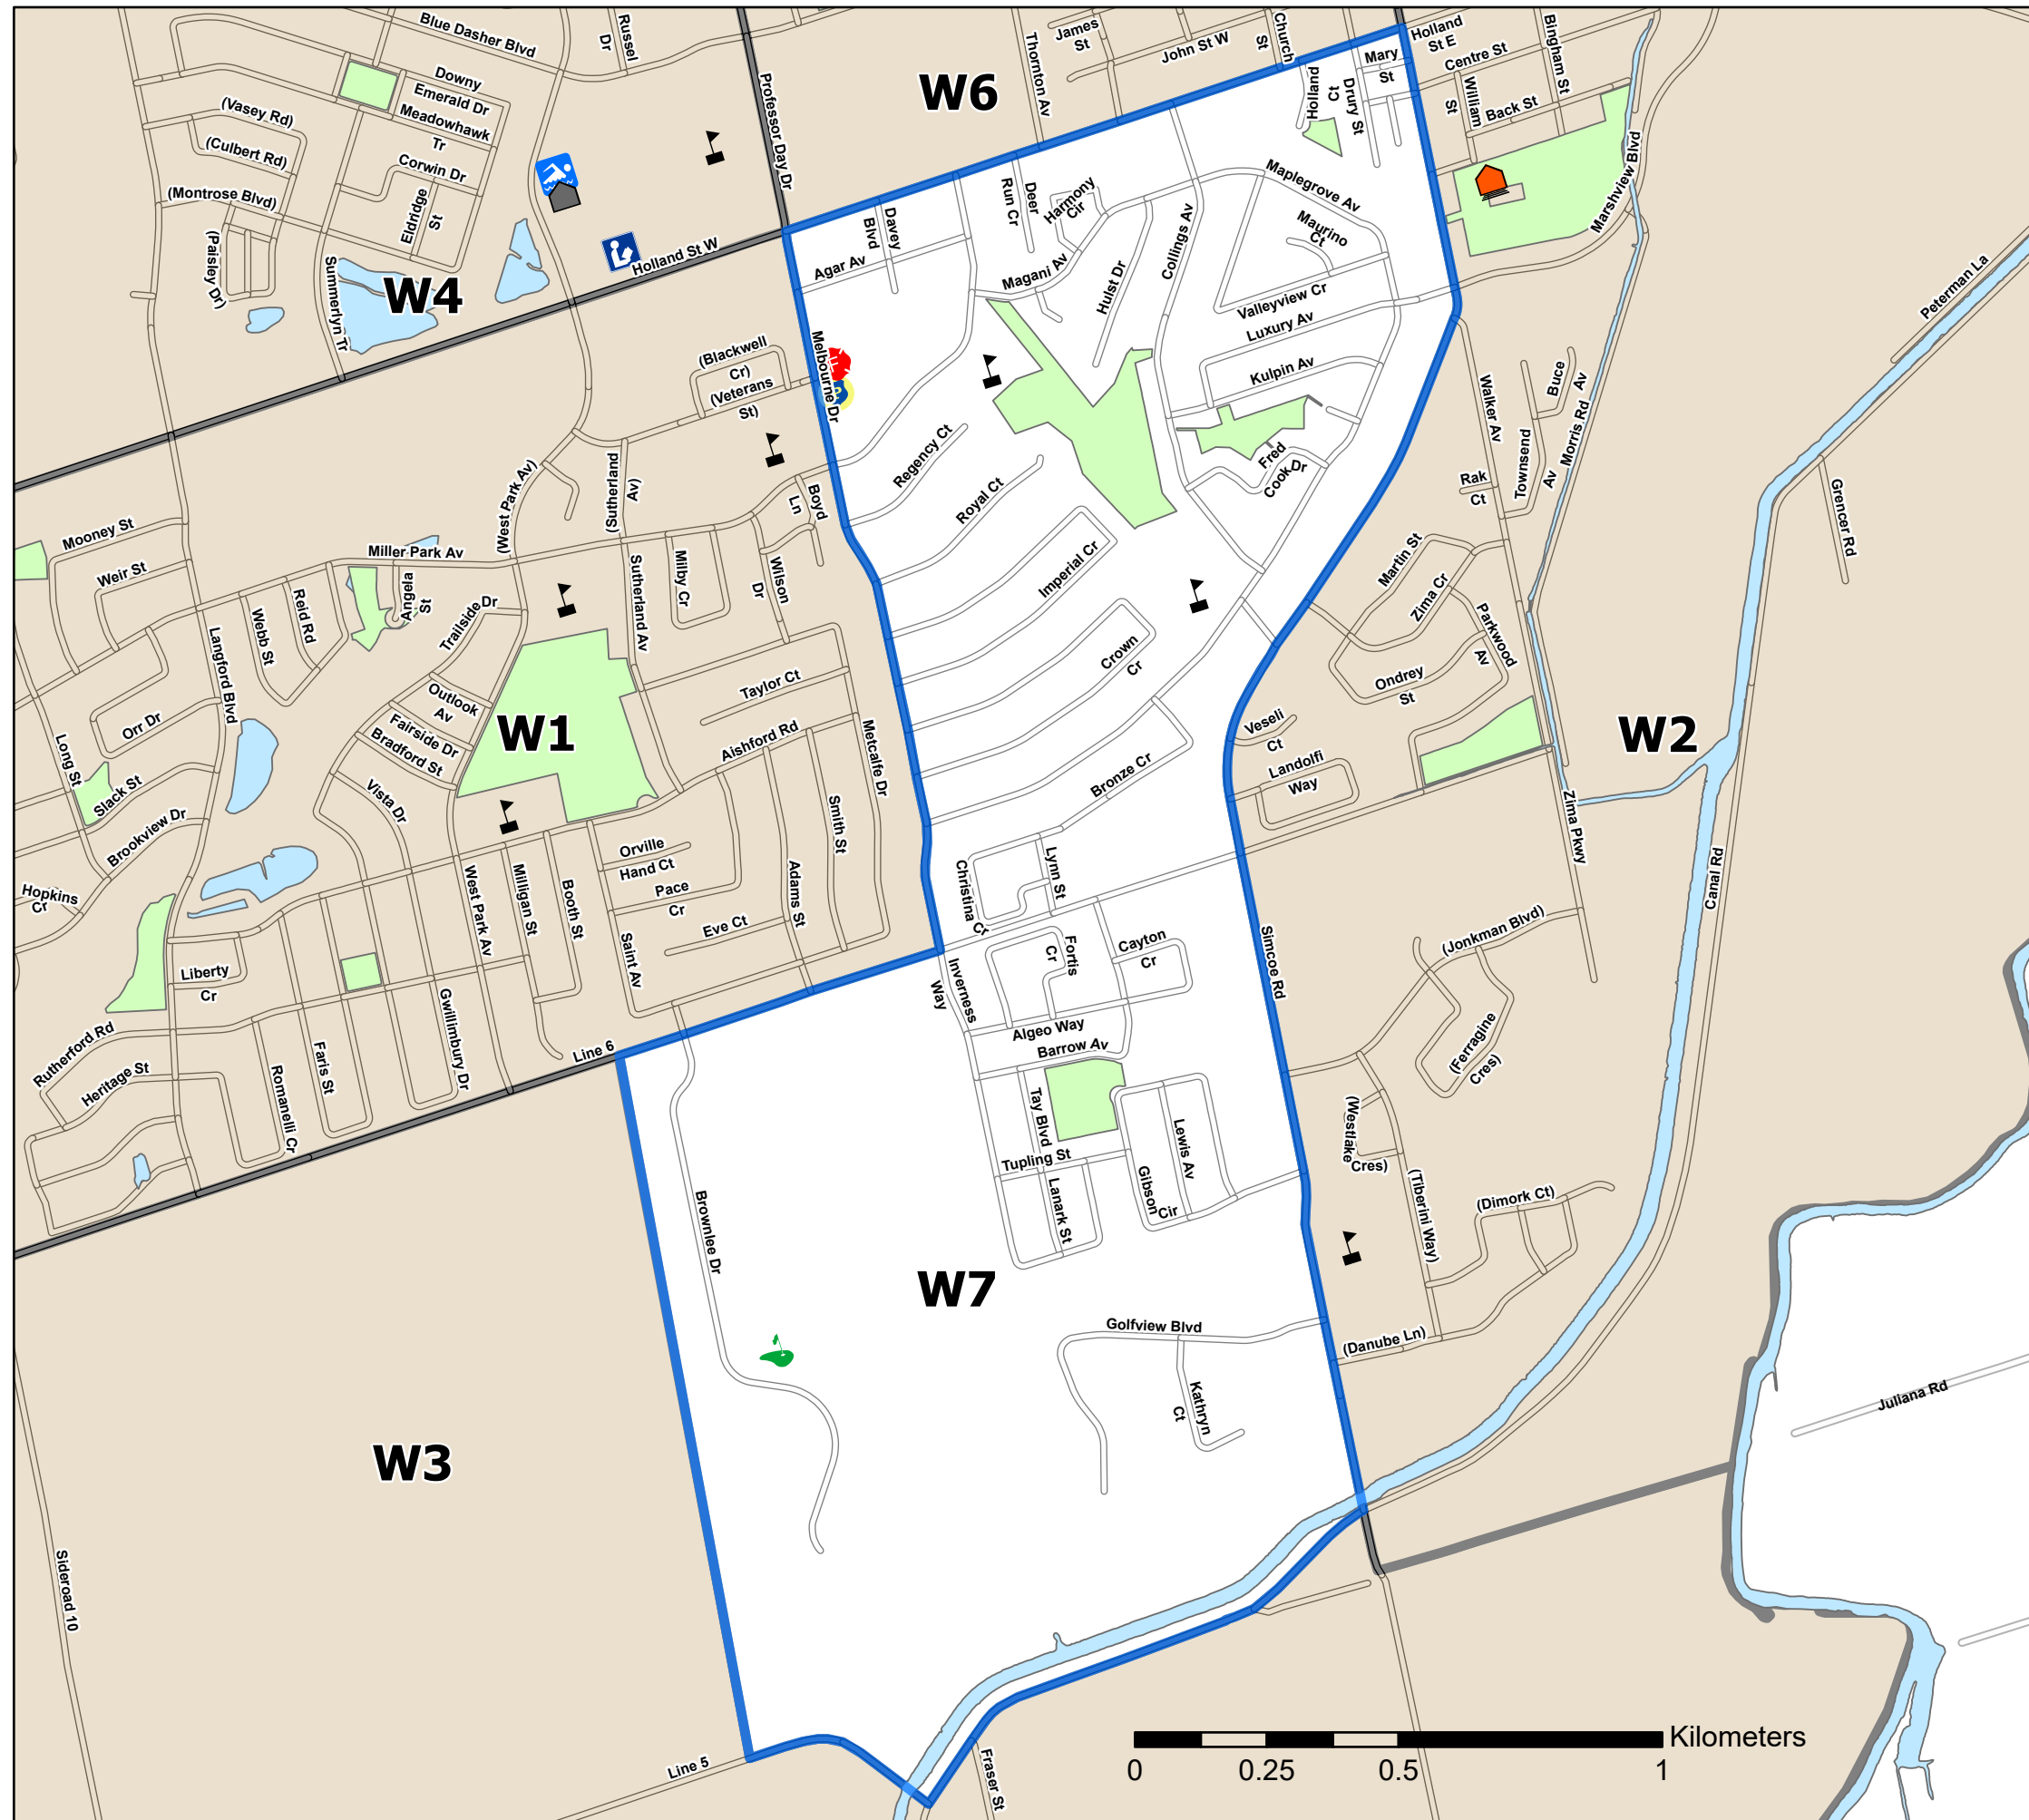 Blue Dasher Blvd
Russel
Dr
Downy
Emerald Dr
Meadowhawk
Tr
(Vasey Rd)
(Culbert Rd)
Corwin Dr
(Montrose Blvd)
Eldridge
St
(Paisley Dr)
Summerlyn Tr
W4
Professor Day Dr
Holland St W
W6
Thornton Av
James
St
John St W
Church
St
Holland
St E
Mary
St
Centre St
Bingham St
William
St
Back St
Marshview Blvd
Holland
Ct
Drury St
Peterman La
Davey
Blvd
Agar Av
Deer
Run Cr
Harmony
Cir
Magani Av
Hulst Dr
Collings Av
Maplegrove Av
Maurino
Ct
Valleyview Cr
Luxury Av
Kulpin Av
Fred
Cook Dr
Melbourne Dr
(Blackwell
Cr)
(Veterans
St)
Regency Ct
Royal Ct
Imperial Cr
Crown
Cr
Bronze Cr
Walker Av
Buce
Av
Morris Rd
Townsend
Av
Rak
Ct
Grencer Rd
Martin St
Zima Cr
Parkwood
Av
Ondrey
St
Veseli
Ct
Landolfi
Way
W2
Zima Pkwy
Canal Rd
Mooney St
Weir St
Miller Park Av
(West Park Av)
(Sutherland
Av)
Boyd
Ln
Angela
St
Reid Rd
Webb St
Langford Blvd
Trailside Dr
Sutherland Av
Milby Cr
Wilson
Dr
Outlook
Av
Fairside Dr
Bradford St
W1
Taylor Ct
Aishford Rd
Metcalfe Dr
Orr Dr
Long St
Slack St
Brookview Dr
Vista Dr
Hopkins
Cr
Orville
Hand Ct
Pace
Cr
Eve Ct
Smith St
Adams St
Saint Av
Booth St
Milligan St
West Park Av
Liberty
Cr
Rutherford Rd
Heritage St
Romanelli Cr
Faris St
Gwillimbury Dr
Line 6
Christina Ct
Lynn St
Inverness
Way
Fortis
Cr
Cayton
Cr
Algeo Way
Barrow Av
Tay Blvd
Tupling St
Lanark St
Gibson
Cir
Lewis Av
Simcoe Rd
(Jonkman Blvd)
(Ferragine
Cres)
(Westlake
Cres)
(Tiberini Way)
(Dimork Ct)
(Danube Ln)
Brownlee Dr
W7
Golfview Blvd
Kathryn
Ct
Juliana Rd
W3
Sideroad 10
Line 5
Fraser St
Kilometers
0 0.25 0.5 1